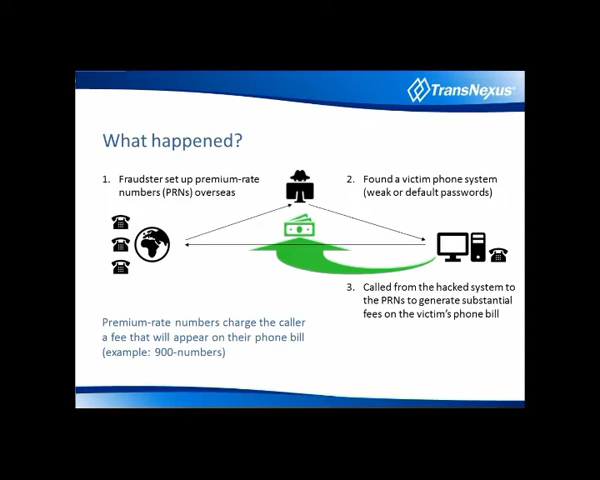 TransNexus
What happened?
1. Fraudster set up premium-rate
numbers (PRNs) overseas
2. Found a victim phone system
(weak or default passwords)
3. Called from the hacked system to
the PRNs to generate substantial
fees on the victim's phone bill
Premium-rate numbers charge the caller
a fee that will appear on their phone bill
(example: 900-numbers)